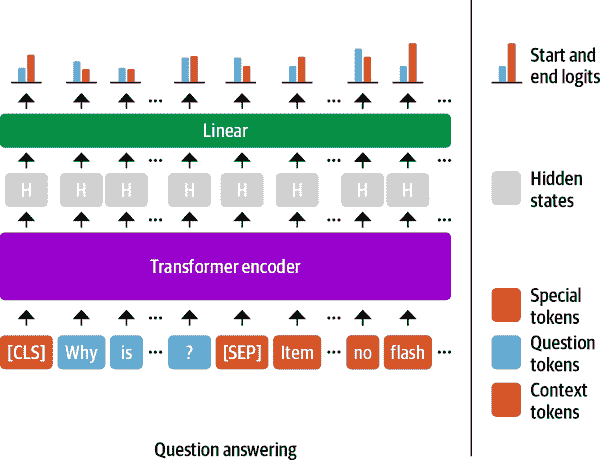 Start and
end logits
Linear
H H H H H H H H
Hidden
states
Transformer encoder
Special
tokens
[CLS] Why is ... ? [SEP] Item ... no flash ...
Question
tokens
Context
tokens
Question answering